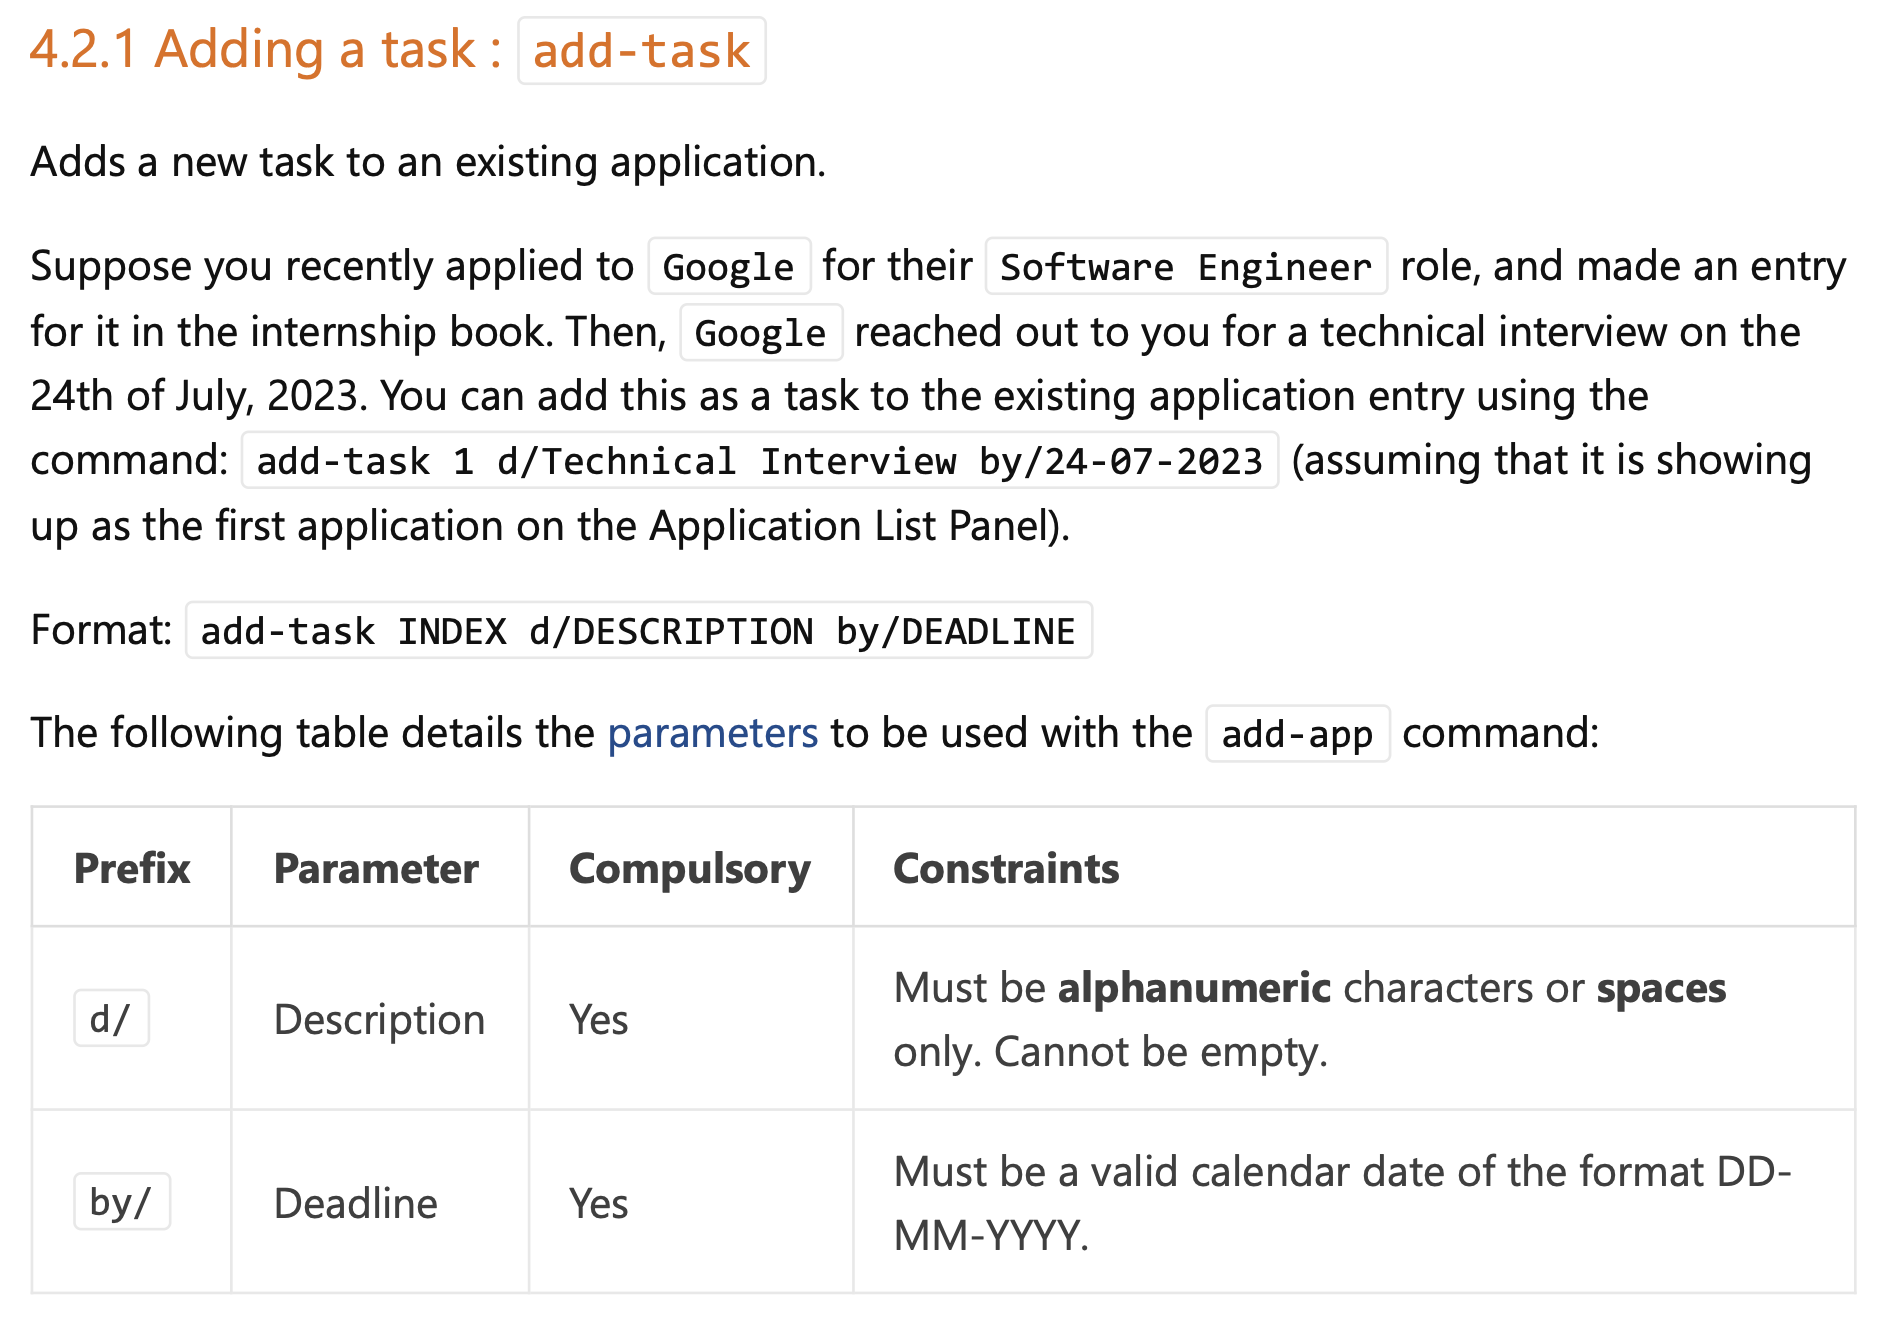 4.2.1 Adding a task : add-task
Adds a new task to an existing application.
Suppose you recently applied to Google for their Software Engineer role, and made an entry
for it in the internship book. Then, Google reached out to you for a technical interview on the
24th of July, 2023. You can add this as a task to the existing application entry using the
command: add-task 1 d/Technical Interview by/24-07-2023 (assuming that it is showing
up as the first application on the Application List Panel).
Format: add-task INDEX d/DESCRIPTION by/DEADLINE
The following table details the parameters to be used with the add-app command:
Prefix Parameter Compulsory Constraints
d/ Description Yes Must be alphanumeric characters or spaces
only. Cannot be empty.
by/ Deadline Yes Must be a valid calendar date of the format DD-
MM-YYYY.